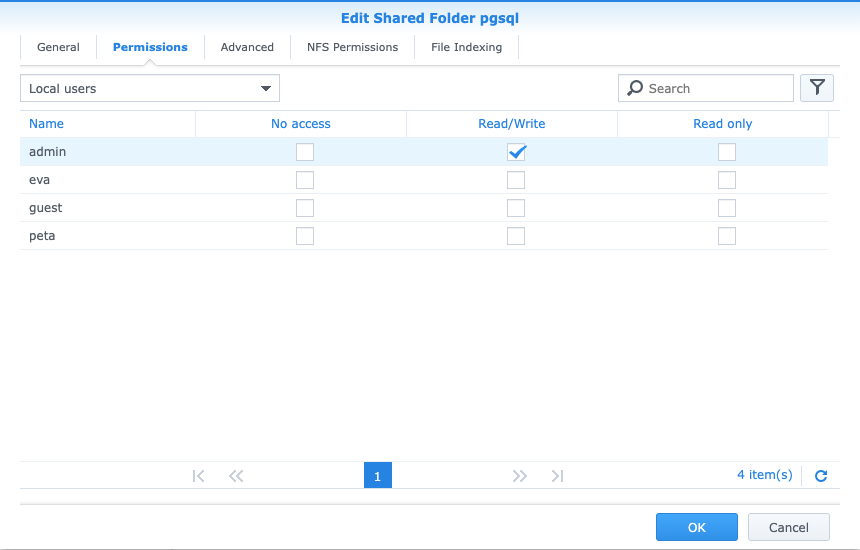 Edit Shared Folder pgsql
General Permissions Advanced NFS Permissions File Indexing
Local users Search
Name No access Read/Write Read only
admin
eva
guest
peta
1 4 item(s)
OK Cancel